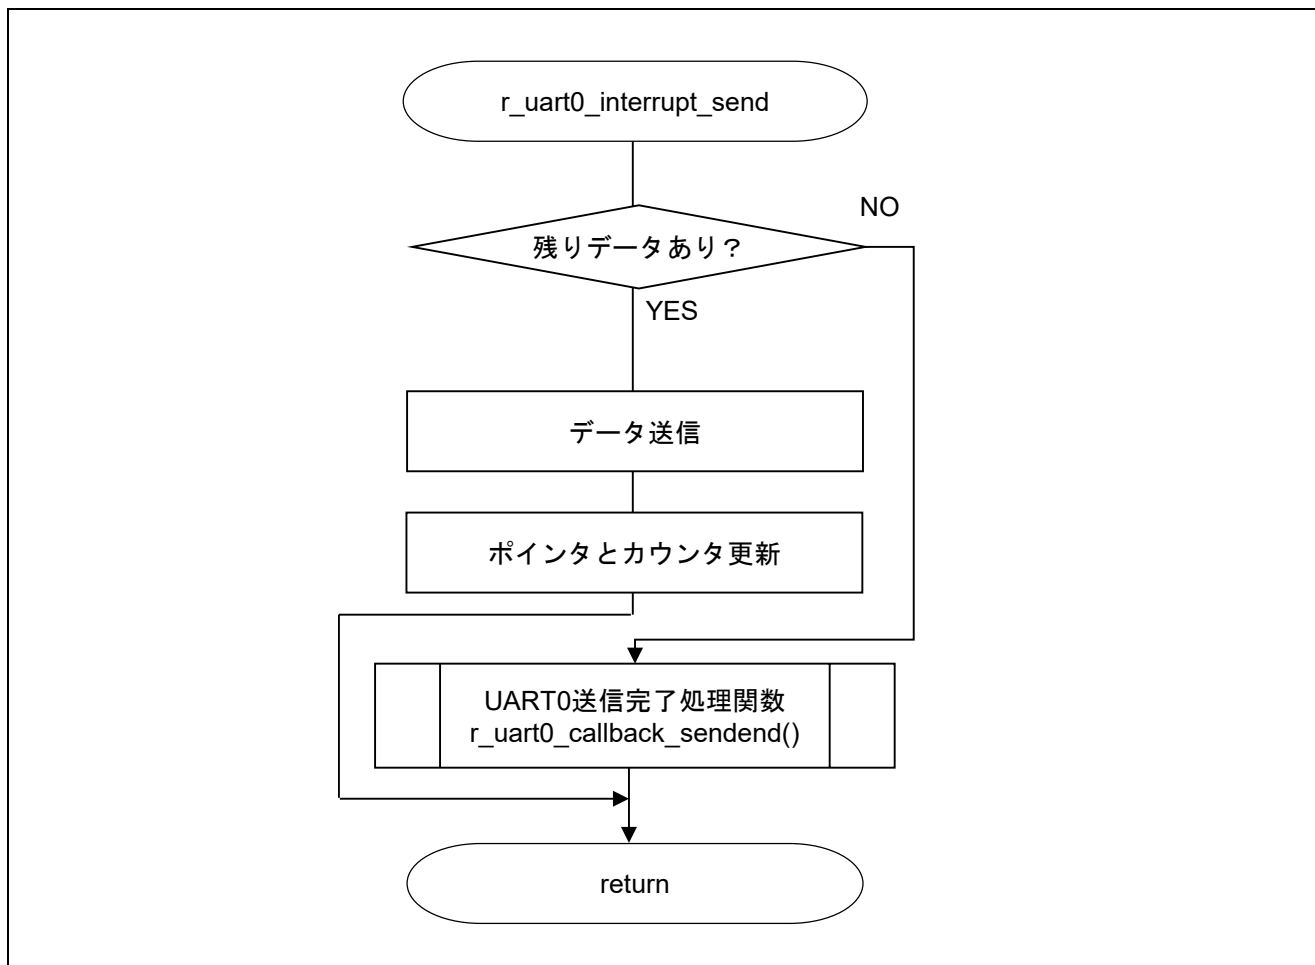 r_uart0_interrupt_send
NO
残りデータあり？
YES
データ送信
ポインタとカウンタ更新
UART0送信完了処理関数
r_uart0_callback_sendend()
return